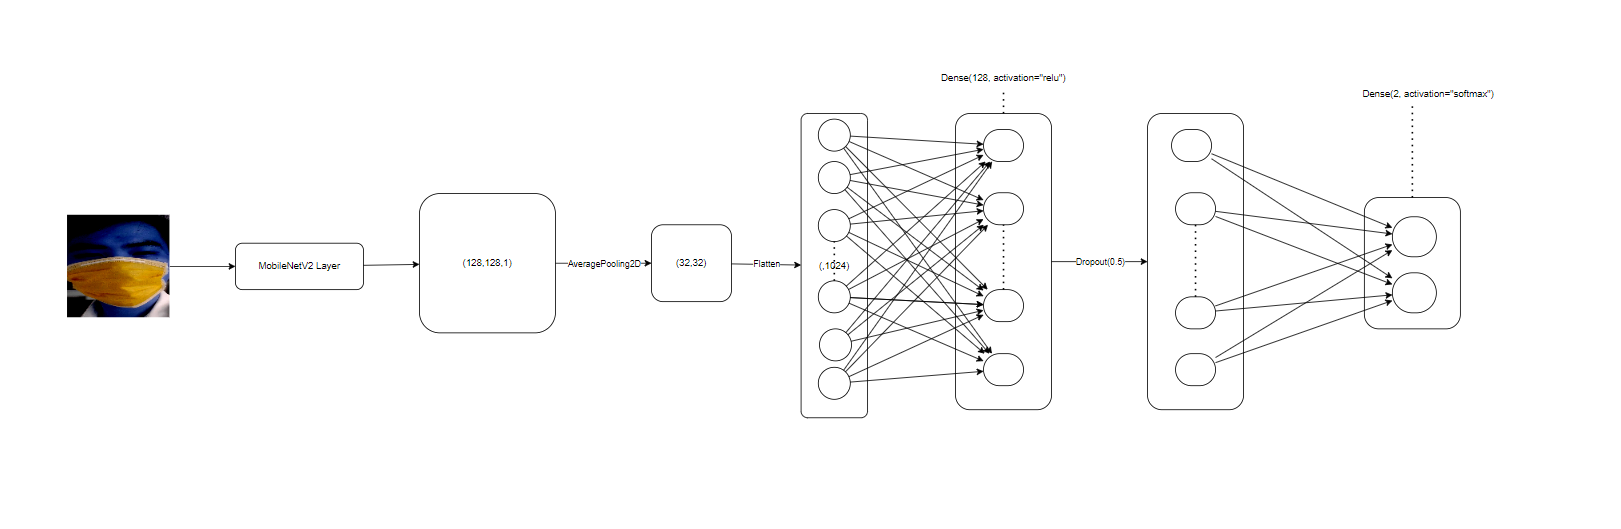 Dense(128, activation="relu")
Dense(2, activation="softmax")
MobileNetV2 Layer
(128,128,1)
AveragePooling2D
(32,32)
Flatten
(,1024)
Dropout(0.5)